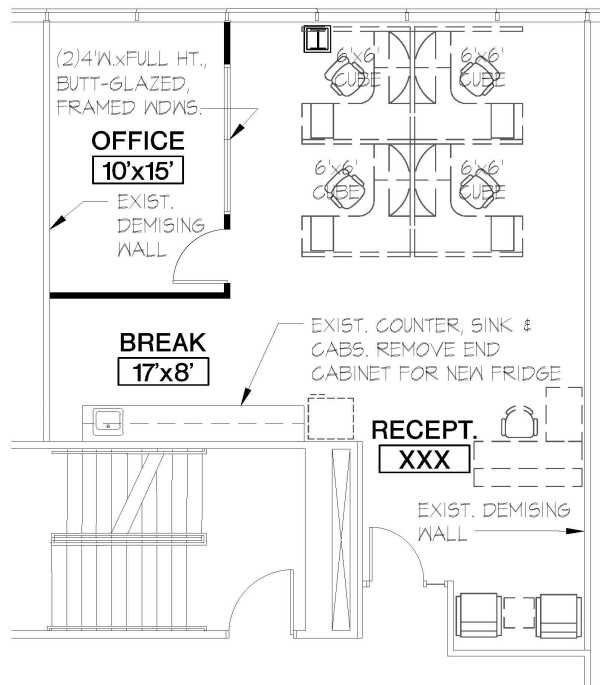 (2)4'W.xFULL HT.,
BUTT-GLAZED,
FRAMED WDWS.
OFFICE
10'x15'
EXIST.
DEMISING
WALL
6'x6'
CUBE
6'x6'
CUBE
6'x6'
CUBE
6'x6'
CUBE
BREAK
17'x8'
EXIST. COUNTER, SINK &
CABS. REMOVE END
CABINET FOR NEW FRIDGE
RECEPT.
XXX
EXIST. DEMISING
WALL